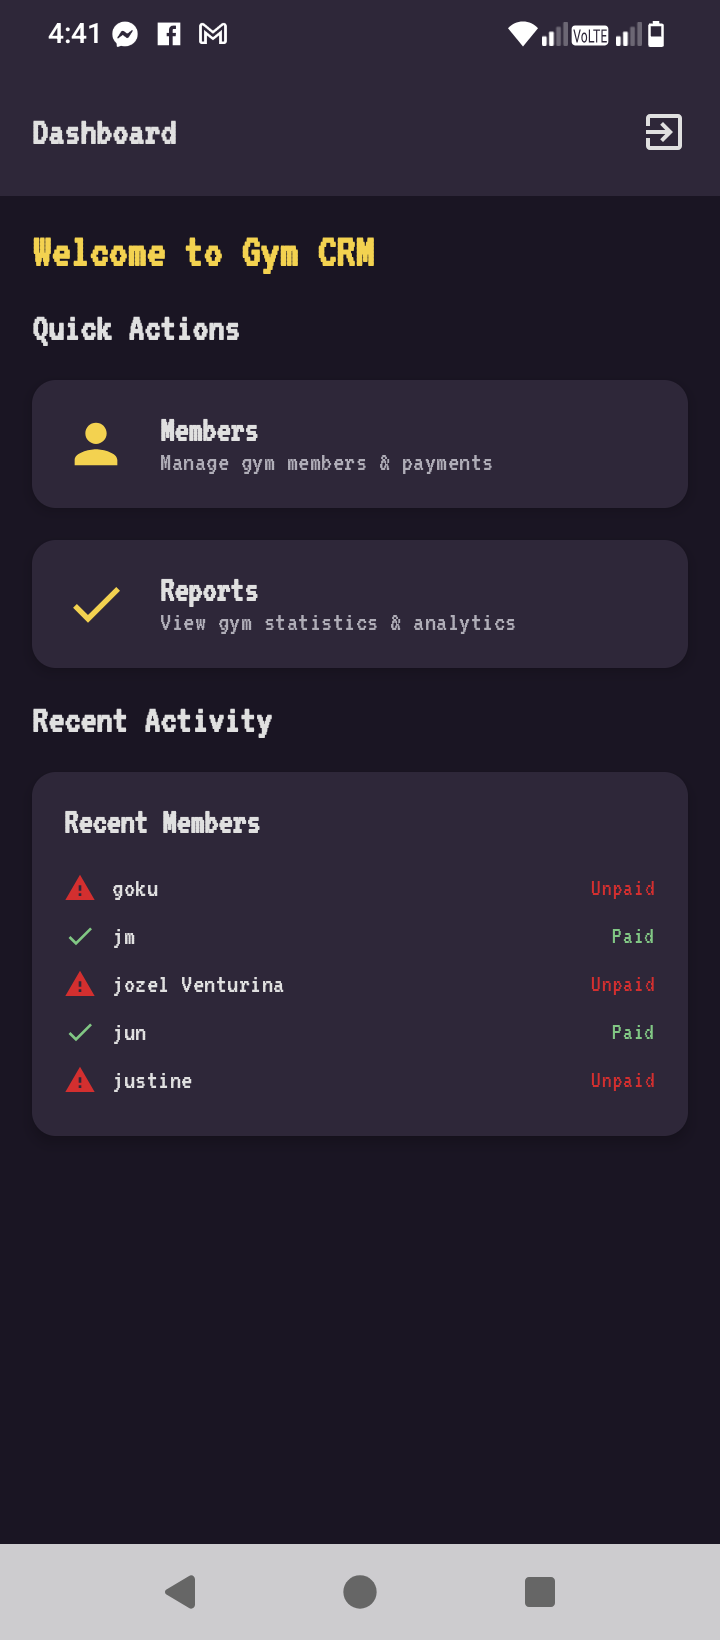 4:41 VoLTE
Dashboard
Welcome to Gym CRM
Quick Actions
Members
Manage gym members & payments
Reports
View gym statistics & analytics
Recent Activity
Recent Members
goku Unpaid
jm Paid
jozel Venturina Unpaid
jun Paid
justine Unpaid